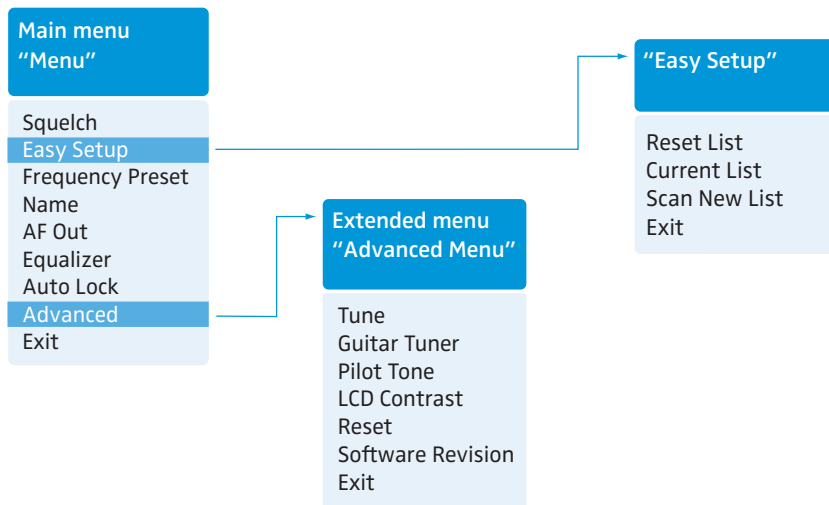 Main menu
“Menu”
Squelch
Easy Setup
Frequency Preset
Name
AF Out
Equalizer
Auto Lock
Advanced
Exit
Extended menu
“Advanced Menu”
Tune
Guitar Tuner
Pilot Tone
LCD Contrast
Reset
Software Revision
Exit
“Easy Setup”
Reset List
Current List
Scan New List
Exit